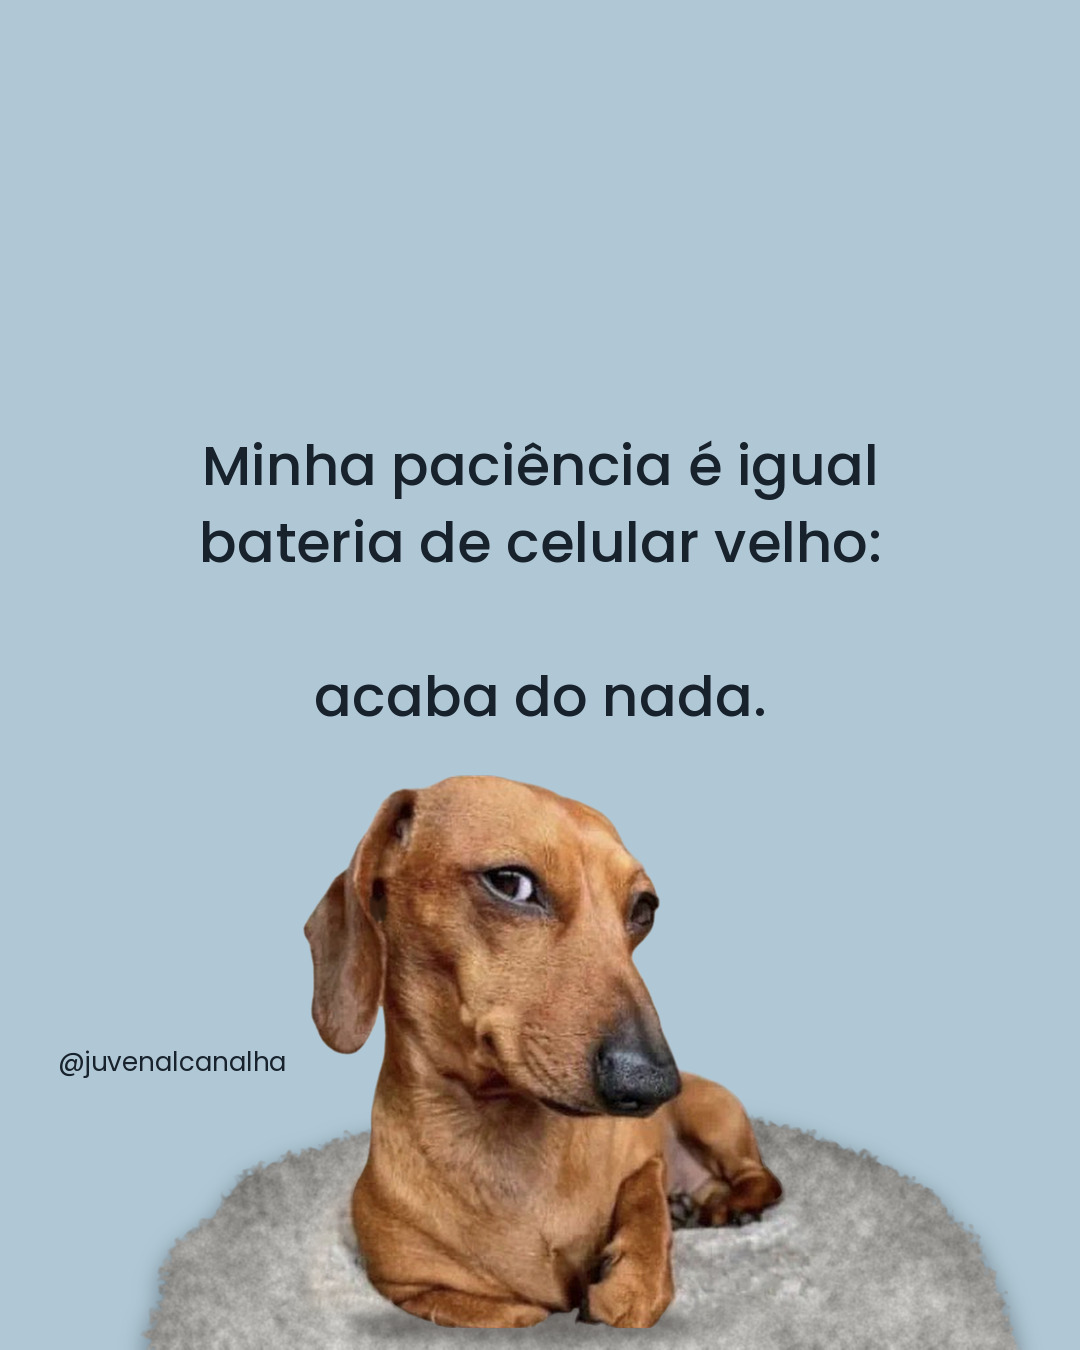 Minha paciência é igual
bateria de celular velho:
acaba do nada.
@juvenalcanalha